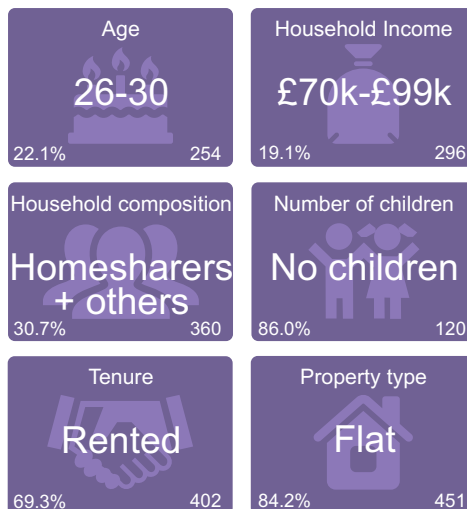 Age
26-30
22.1% 254
Household Income
£70k-£99k
19.1% 296
Household composition
Homesharers
+ others
30.7% 360
Number of children
No children
86.0% 120
Tenure
Rented
69.3% 402
Property type
Flat
84.2% 451